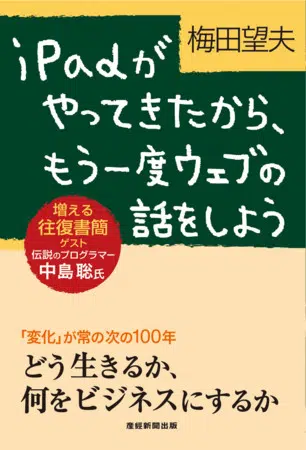 梅田望夫
iPadが
やってきたから、
もう一度ウェブの
話をしよう
増える
往復書簡
ゲスト
伝説のプログラマー
中島 聡氏
「変化」が常の次の100年
どう生きるか、
何をビジネスにするか
産経新聞出版